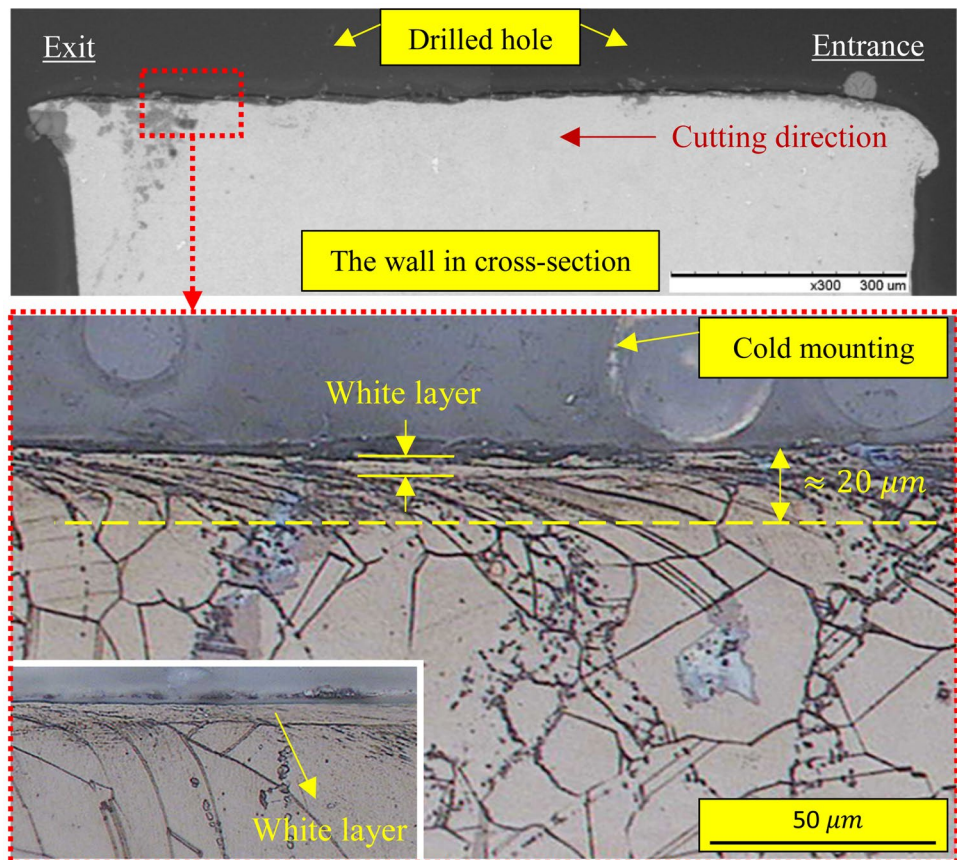 Exit
Drilled hole
Entrance
Cutting direction
The wall in cross-section
x300 300 um
Cold mounting
White layer
≈ 20 μm
White layer
50 μm